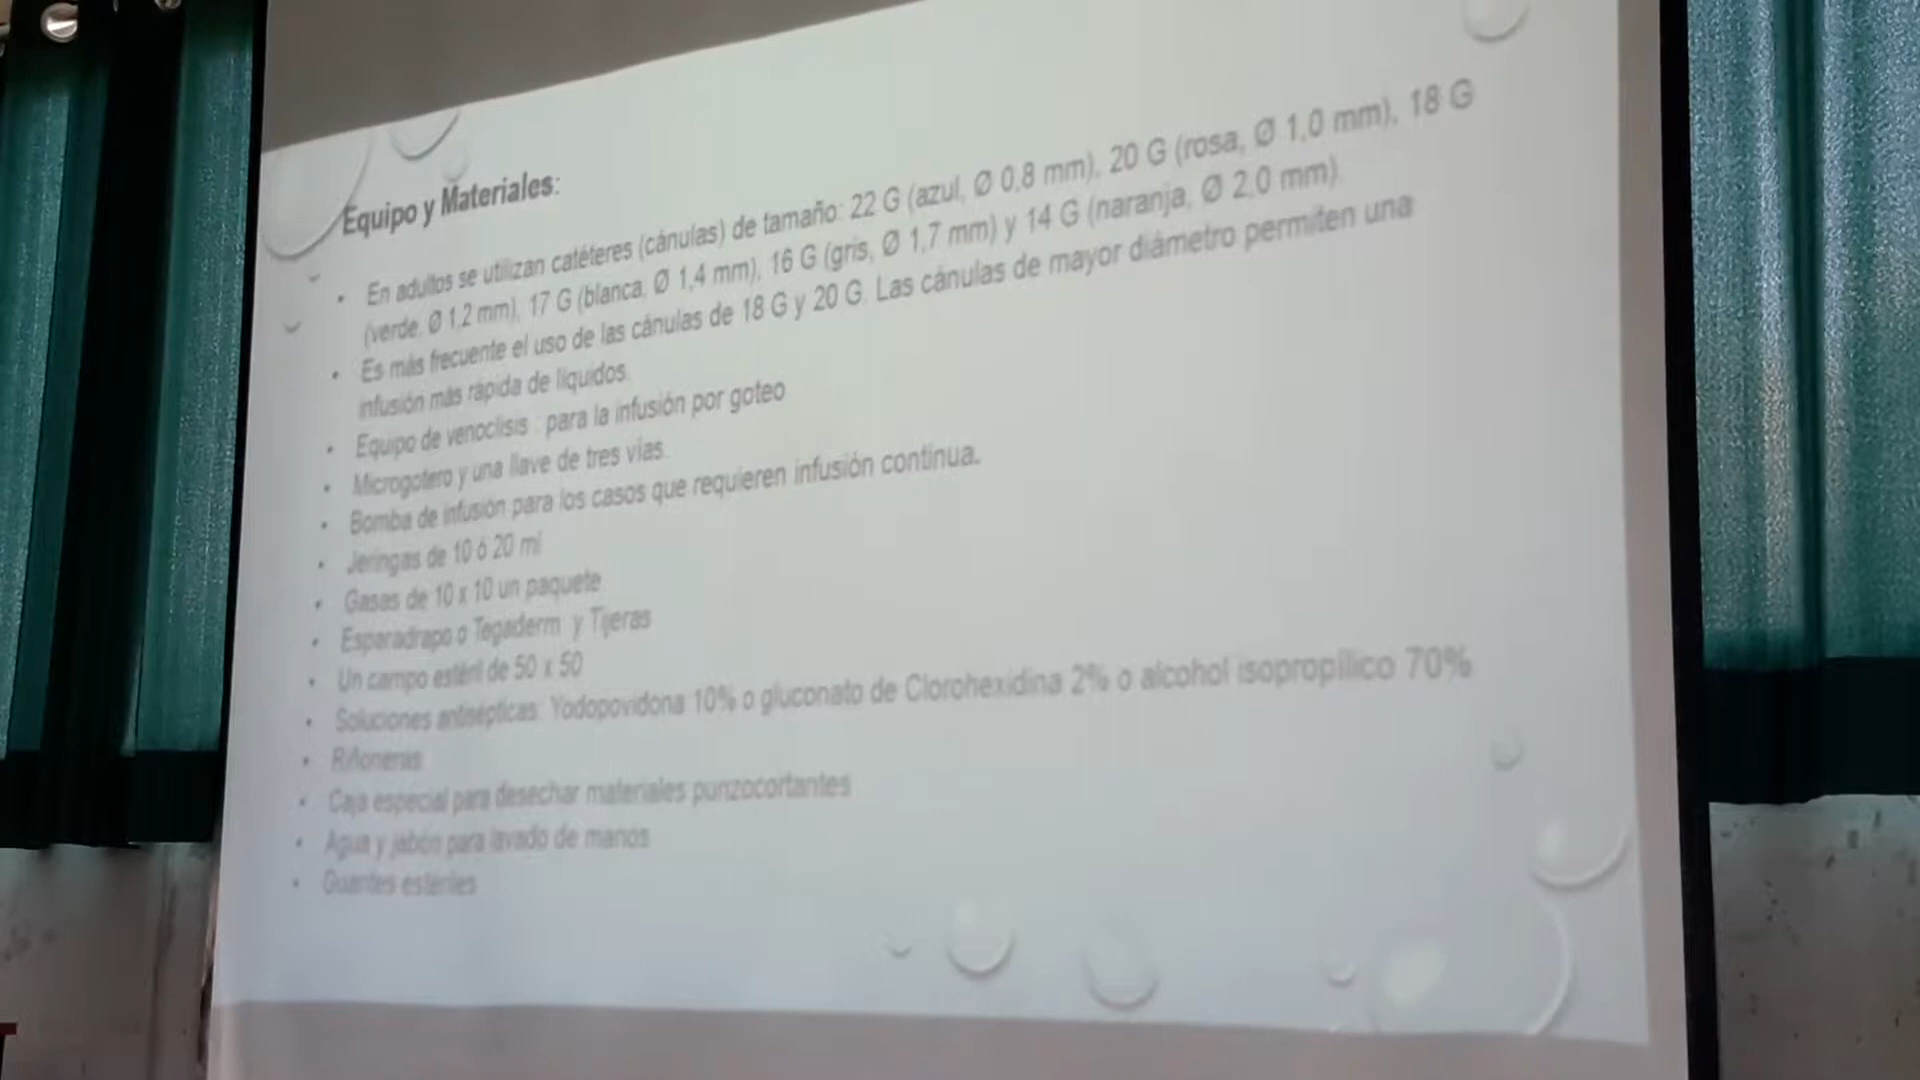 Equipo y Materiales:
• En adultos se utilizan catéteres (cánulas) de tamaño: 22 G (azul, Ø 0,8 mm), 20 G (rosa, Ø 1,0 mm), 18 G
(verde, Ø 1,2 mm), 17 G (blanca, Ø 1,4 mm), 16 G (gris, Ø 1,7 mm) y 14 G (naranja, Ø 2,0 mm).
• Es más frecuente el uso de las cánulas de 18 G y 20 G. Las cánulas de mayor diámetro permiten una
infusión más rápida de líquidos.
• Equipo de venoclisis : para la infusión por goteo
• Microgotero y una llave de tres vías.
• Bomba de infusión para los casos que requieren infusión continua.
• Jeringas de 10 ó 20 ml
• Gasas de 10 x 10 un paquete
• Esparadrapo o Tegaderm y Tijeras
• Un campo estéril de 50 x 50
• Soluciones antisépticas: Yodopovidona 10% o gluconato de Clorohexidina 2% o alcohol isopropílico 70%
• Riñoneras
• Caja especial para desechar materiales punzocortantes
• Agua y jabón para lavado de manos
• Guantes estériles